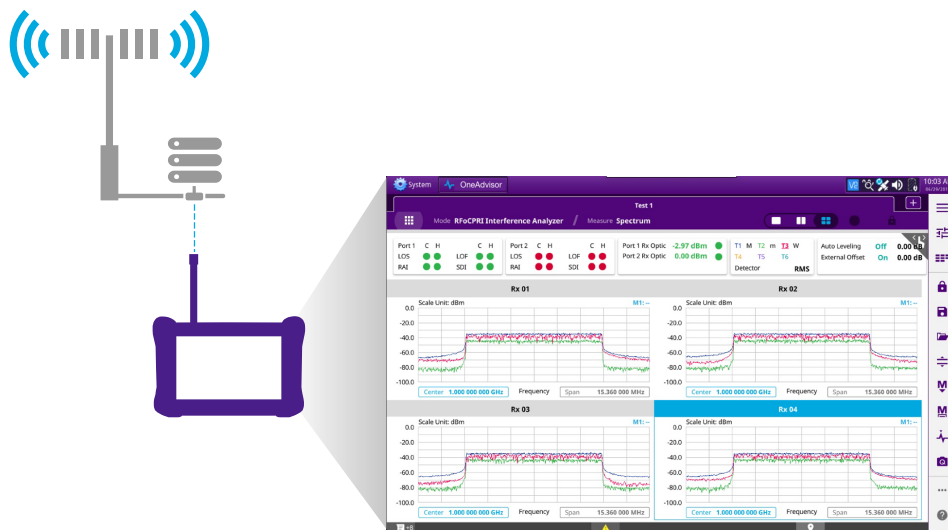 System OneAdvisor VO 10:03 A
04/29/201
Test 1
Mode RFoCPRI Interference Analyzer / Measure Spectrum
Port 1 C H C H Port 2 C H C H Port 1 Rx Optic -2.97 dBm T1 M T2 m T3 W Auto Leveling Off 0.00 dB
LOS LOF LOS LOF Port 2 Rx Optic 0.00 dBm T4 T5 T6 External Offset On 0.00 dB
RAI SDI RAI SDI Detector RMS
Rx 01 Rx 02
Scale Unit: dBm M1: -- Scale Unit: dBm M1: --
0.0 0.0
-20.0 -20.0
-40.0 -40.0
-60.0 -60.0
-80.0 -80.0
-100.0 -100.0
Center 1.000 000 000 GHz Frequency Span 15.360 000 MHz Center 1.000 000 000 GHz Frequency Span 15.360 000 MHz
Rx 03 Rx 04
Scale Unit: dBm M1: -- Scale Unit: dBm M1: --
0.0 0.0
-20.0 -20.0
-40.0 -40.0
-60.0 -60.0
-80.0 -80.0
-100.0 -100.0
Center 1.000 000 000 GHz Frequency Span 15.360 000 MHz Center 1.000 000 000 GHz Frequency Span 15.360 000 MHz